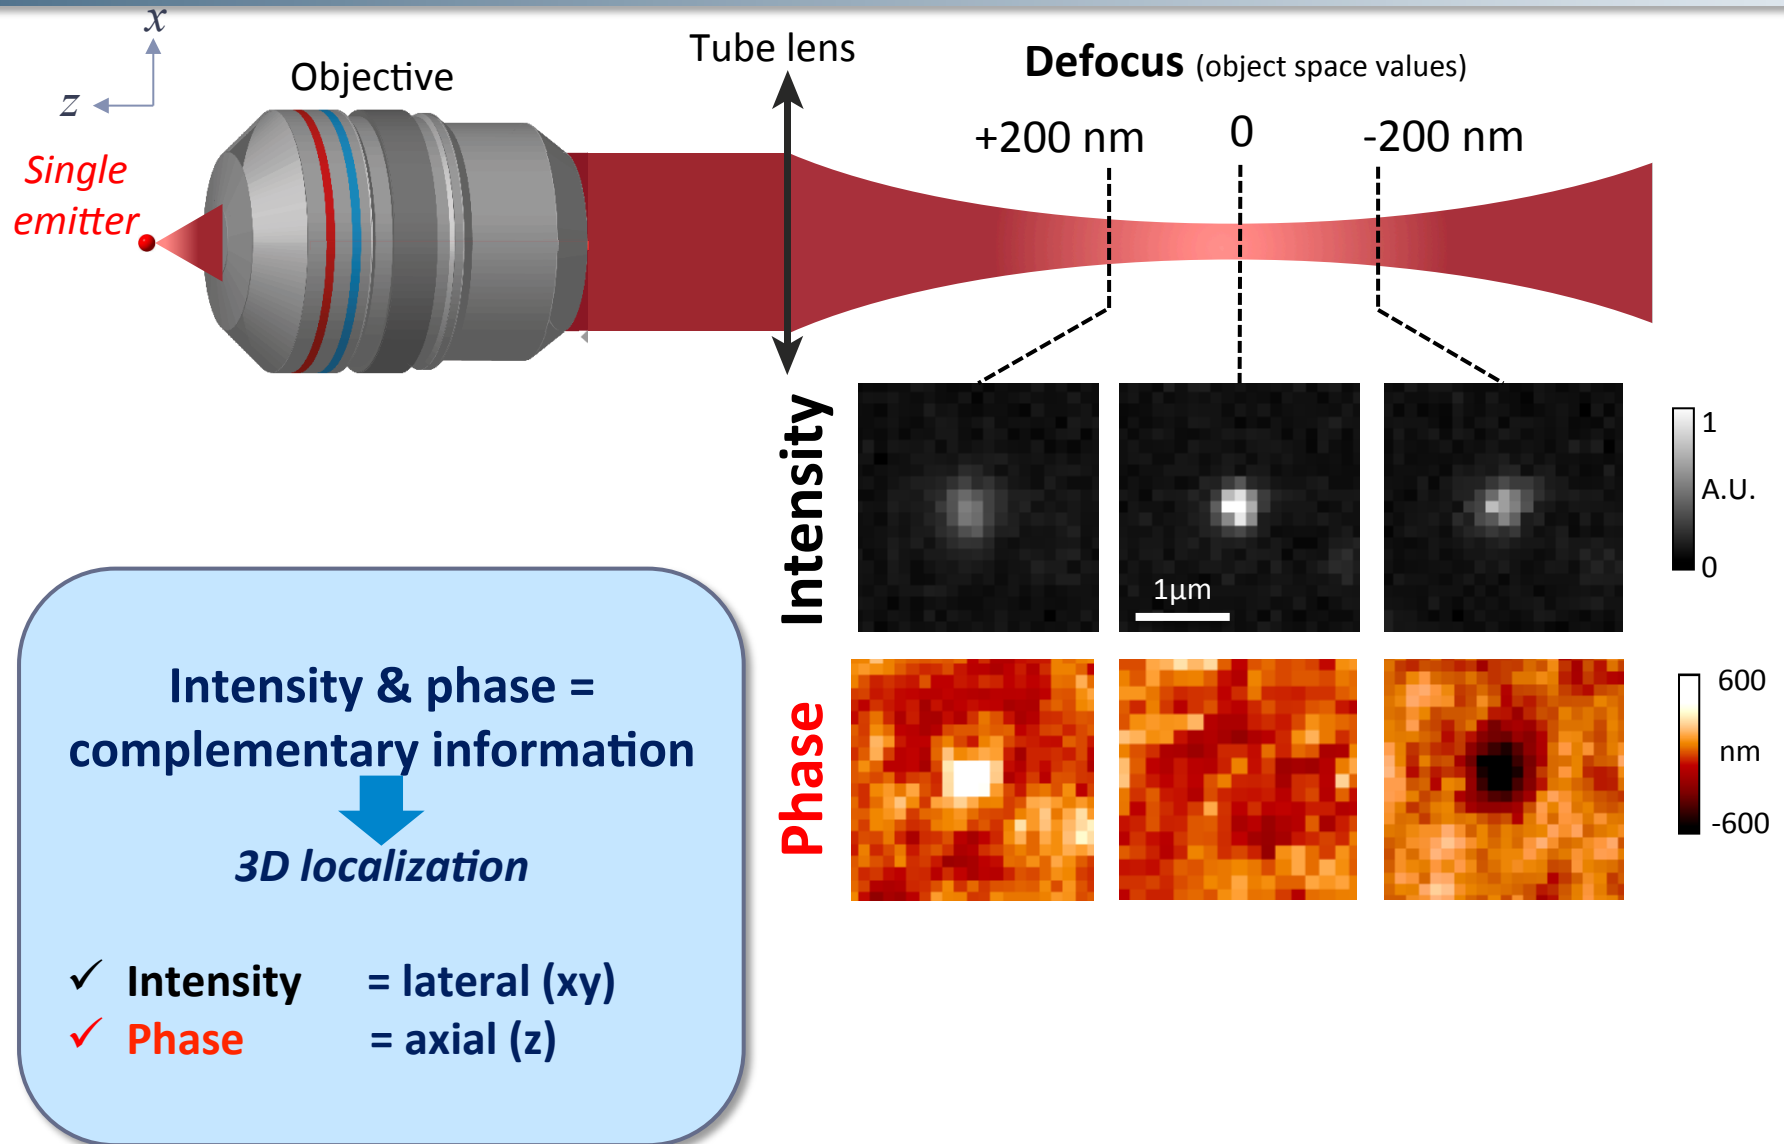 x
z
Objective
Tube lens
Defocus (object space values)
+200 nm
0
-200 nm
Single
emitter
Intensity
1µm
1
A.U.
0
Phase
600
nm
-600
Intensity & phase =
complementary information
3D localization
✓ Intensity = lateral (xy)
✓ Phase = axial (z)